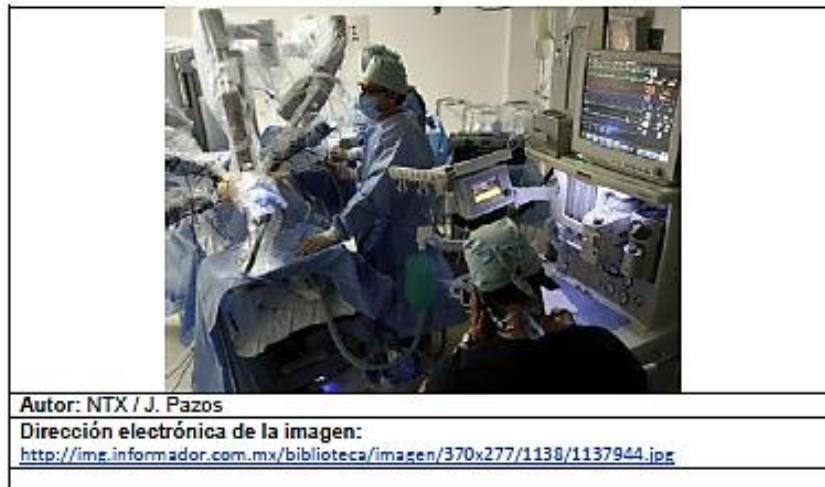 Autor: NTX / J. Pazos
Dirección electrónica de la imagen:
http://img.informador.com.mx/biblioteca/imagen/370x277/1138/1137944.jpg